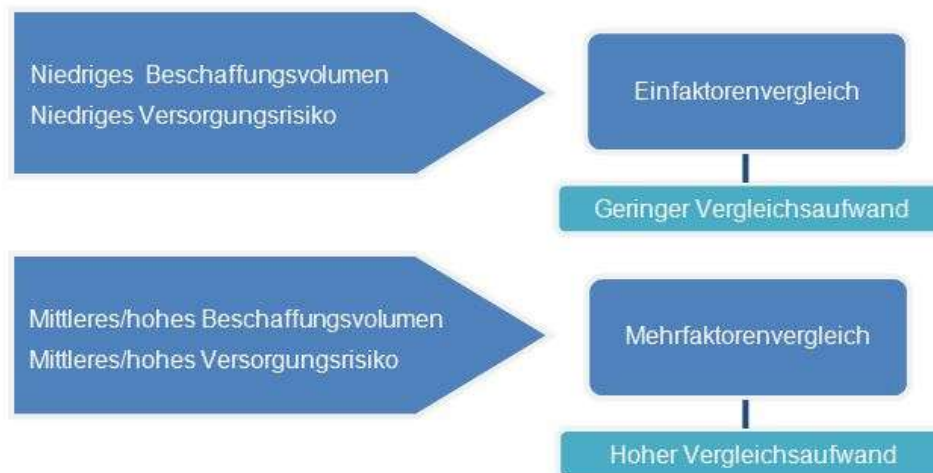 Niedriges Beschaffungsvolumen
Niedriges Versorgungsrisiko
Einfaktorenvergleich
Geringer Vergleichsaufwand
Mittleres/hohes Beschaffungsvolumen
Mittleres/hohes Versorgungsrisiko
Mehrfaktorenvergleich
Hoher Vergleichsaufwand